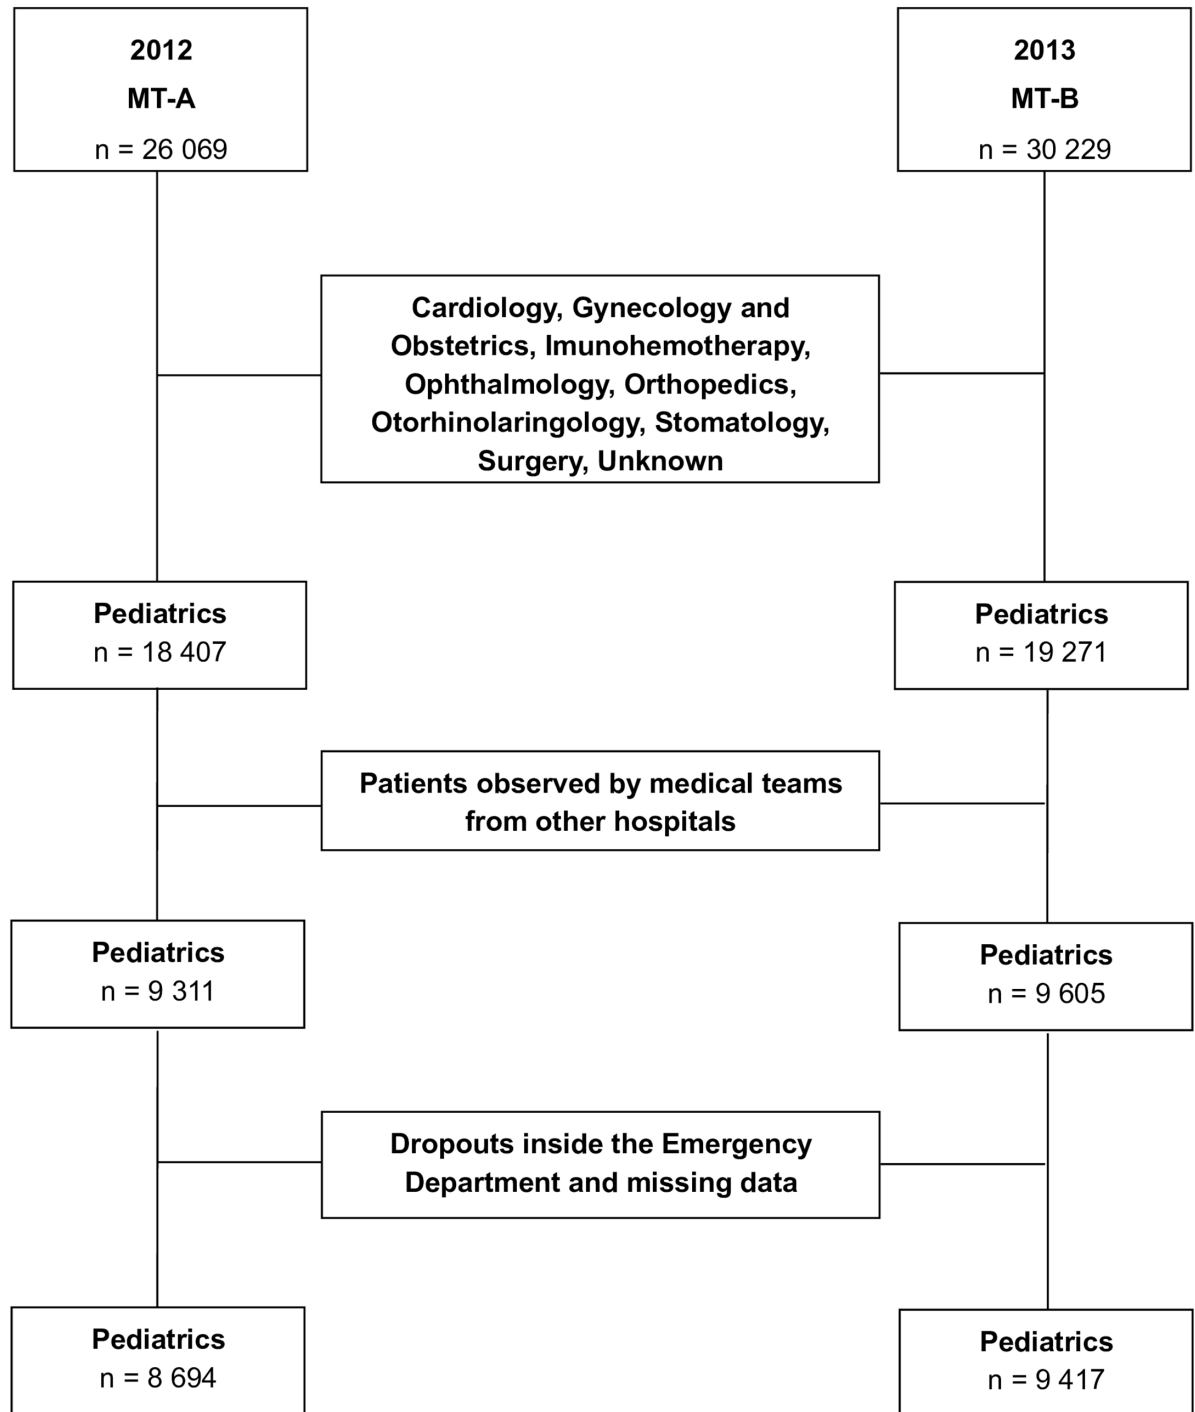 2012
MT-A
n = 26 069
2013
MT-B
n = 30 229
Cardiology, Gynecology and
Obstetrics, Imunohemotherapy,
Ophthalmology, Orthopedics,
Otorhinolaringology, Stomatology,
Surgery, Unknown
Pediatrics
n = 18 407
Pediatrics
n = 19 271
Patients observed by medical teams
from other hospitals
Pediatrics
n = 9 311
Pediatrics
n = 9 605
Dropouts inside the Emergency
Department and missing data
Pediatrics
n = 8 694
Pediatrics
n = 9 417